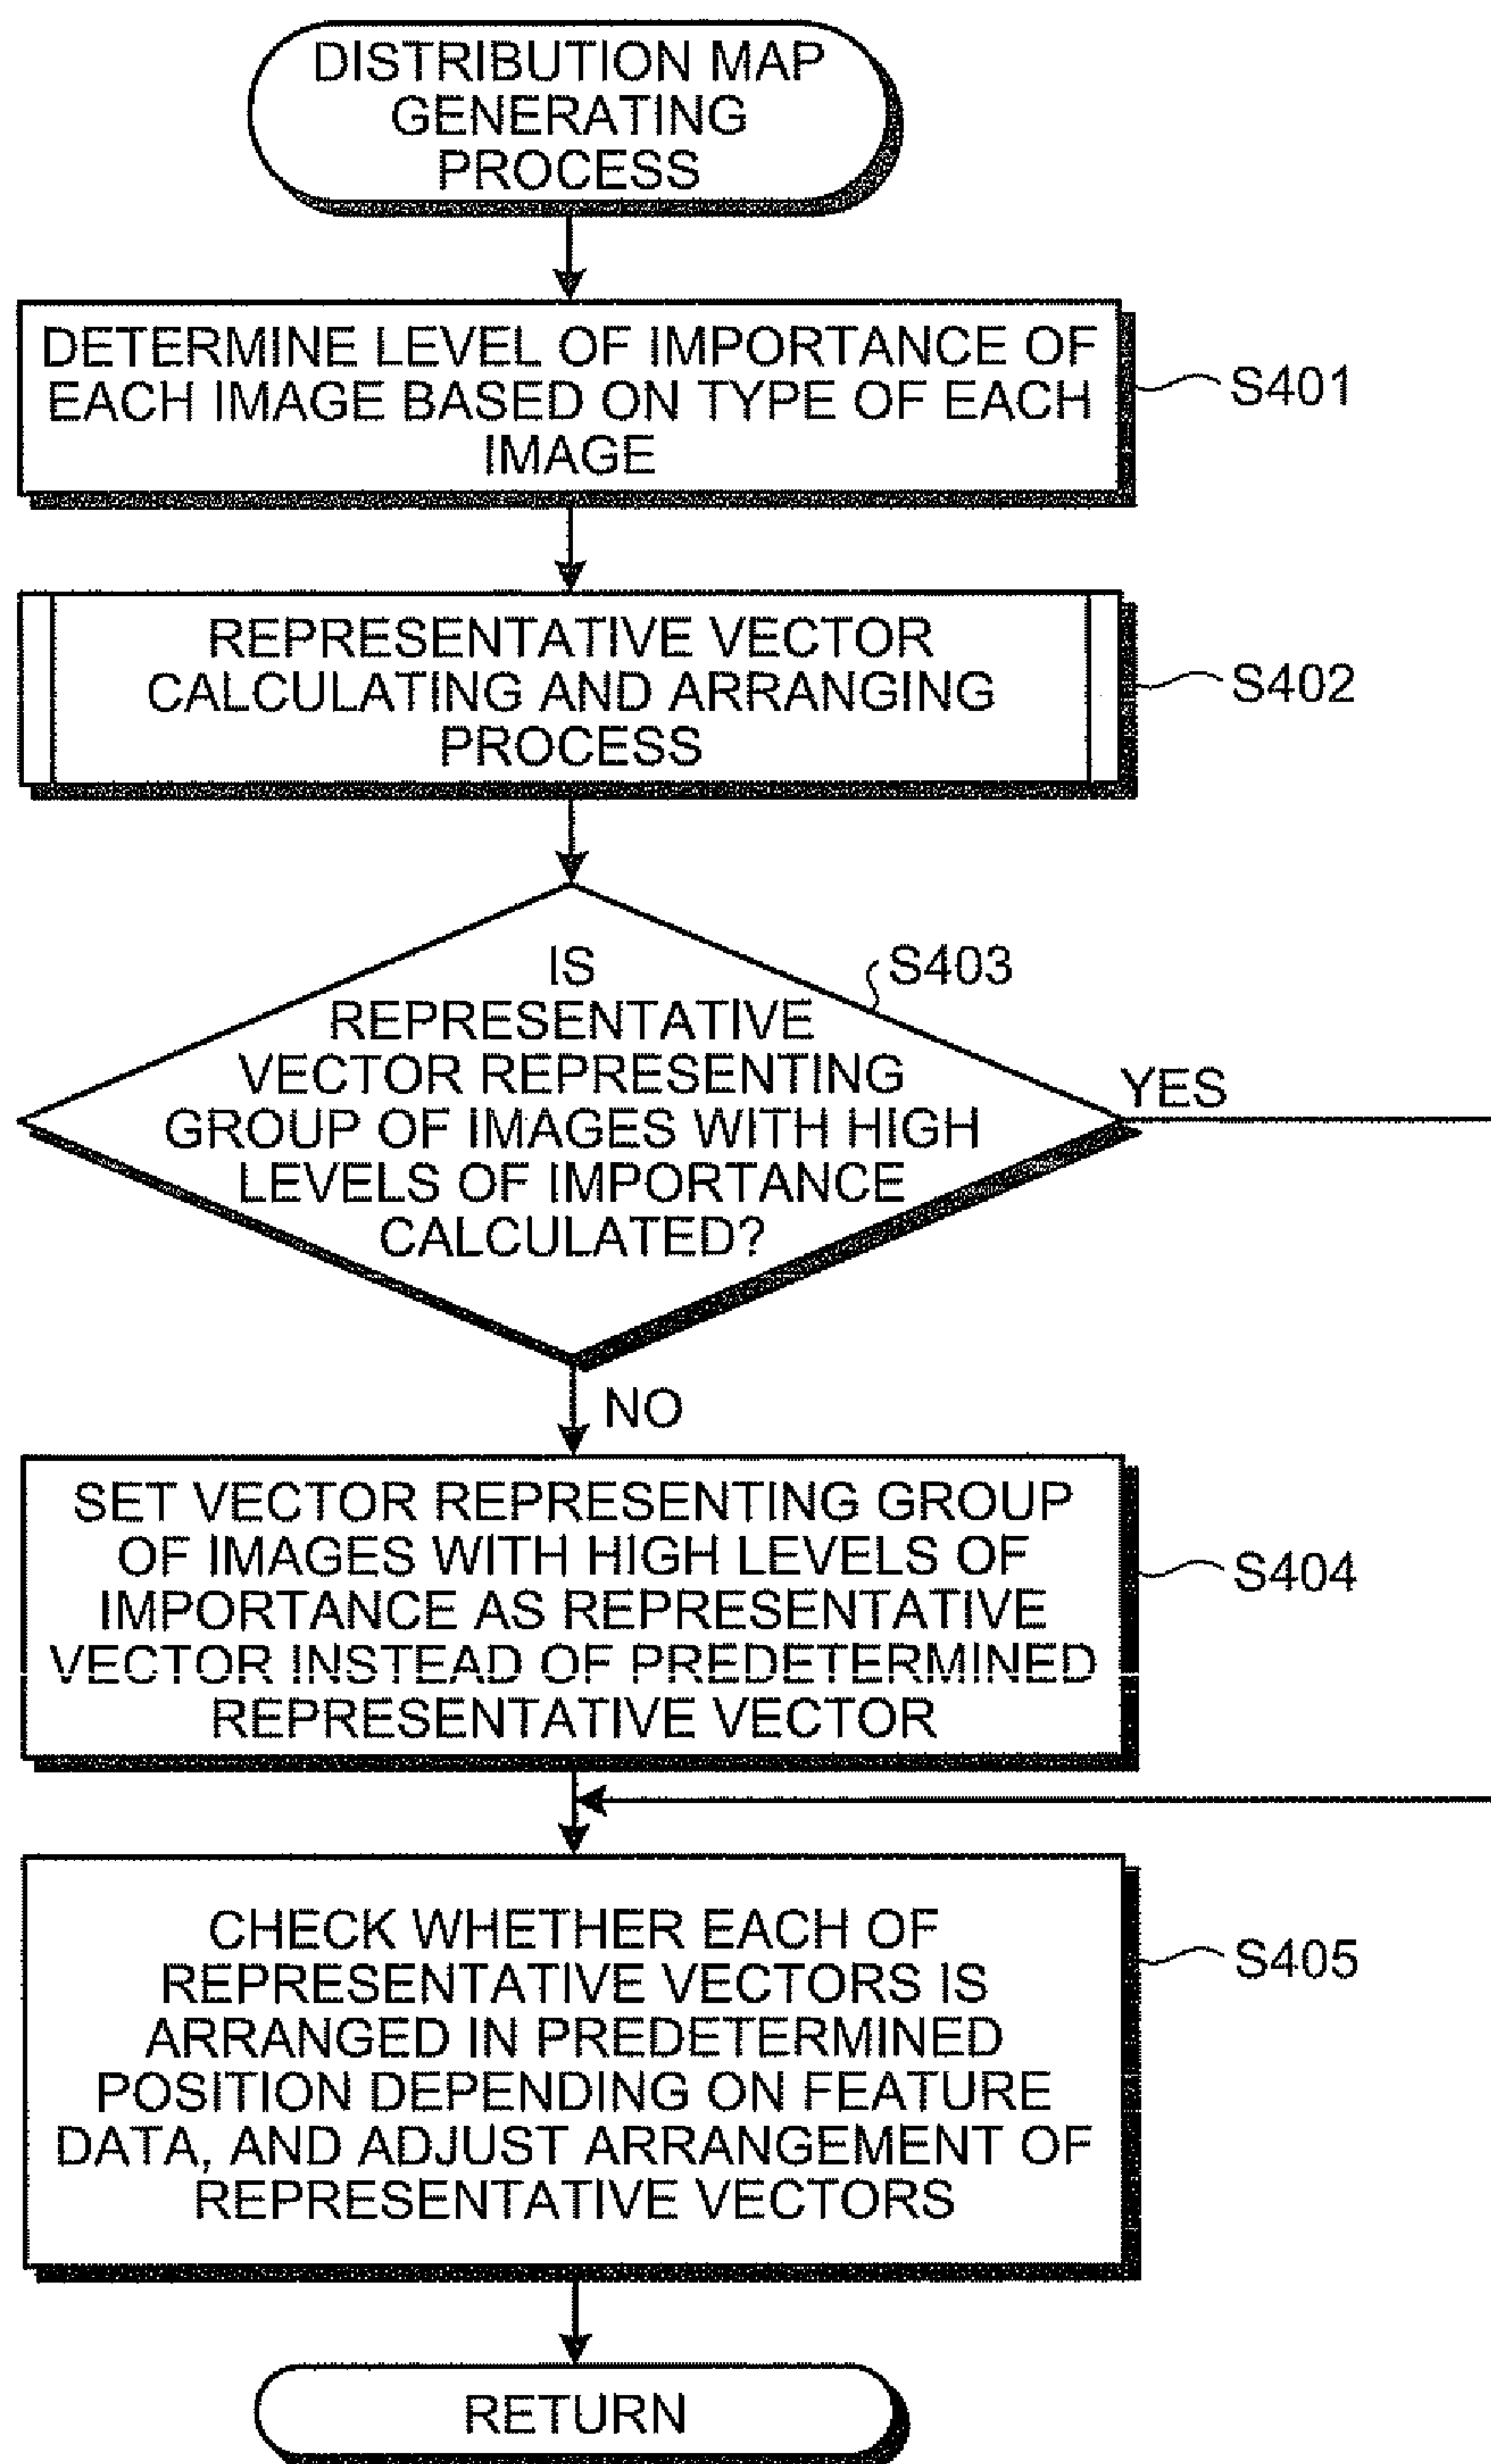 DISTRIBUTION MAP
GENERATING
PROCESS
DETERMINE LEVEL OF IMPORTANCE OF
EACH IMAGE BASED ON TYPE OF EACH
IMAGE
S401
REPRESENTATIVE VECTOR
CALCULATING AND ARRANGING
PROCESS
S402
IS
REPRESENTATIVE
VECTOR REPRESENTING
GROUP OF IMAGES WITH HIGH
LEVELS OF IMPORTANCE
CALCULATED?
S403
YES
NO
SET VECTOR REPRESENTING GROUP
OF IMAGES WITH HIGH LEVELS OF
IMPORTANCE AS REPRESENTATIVE
VECTOR INSTEAD OF PREDETERMINED
REPRESENTATIVE VECTOR
S404
CHECK WHETHER EACH OF
REPRESENTATIVE VECTORS IS
ARRANGED IN PREDETERMINED
POSITION DEPENDING ON FEATURE
DATA, AND ADJUST ARRANGEMENT OF
REPRESENTATIVE VECTORS
S405
RETURN